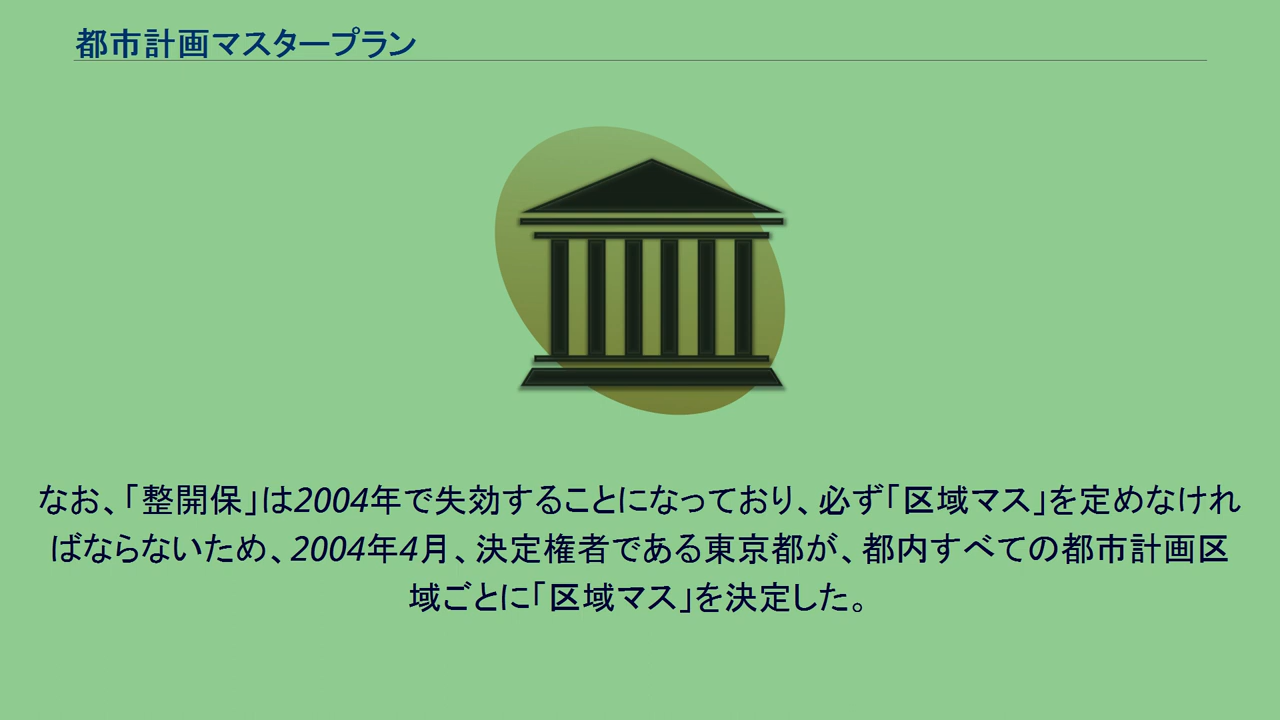 都市計画マスタープラン
なお、「整開保」は2004年で失効することになっており、必ず「区域マス」を定めなけれ
ばならないため、2004年4月、決定権者である東京都が、都内すべての都市計画区
域ごとに「区域マス」を決定した。